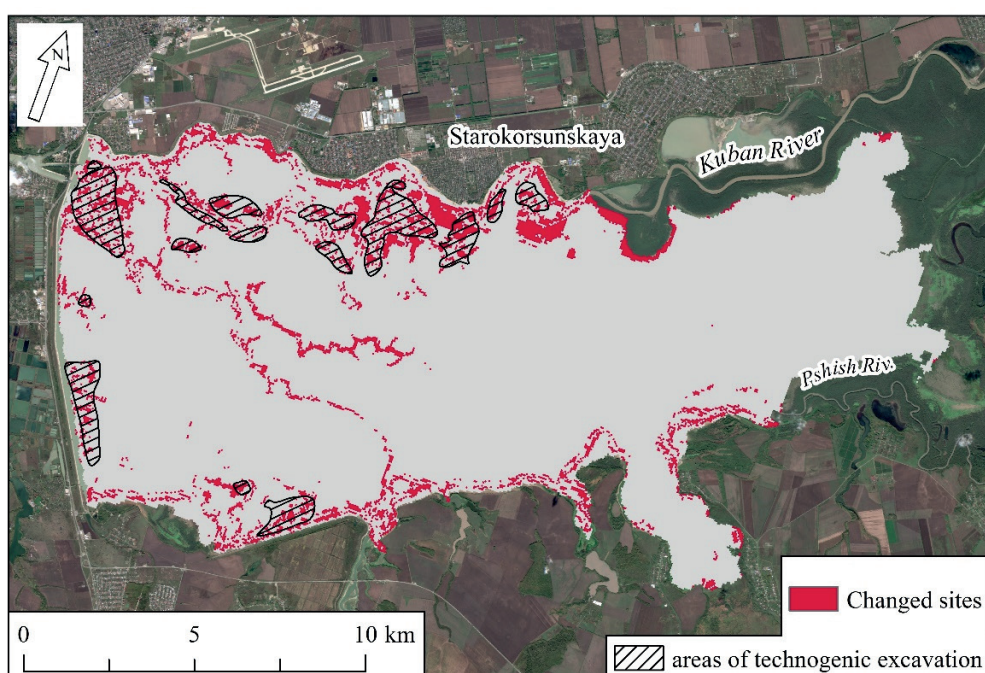 N
Starokorsunskaya
Kuban River
Pshish Riv.
Changed sites
0 5 10 km
areas of technogenic excavation